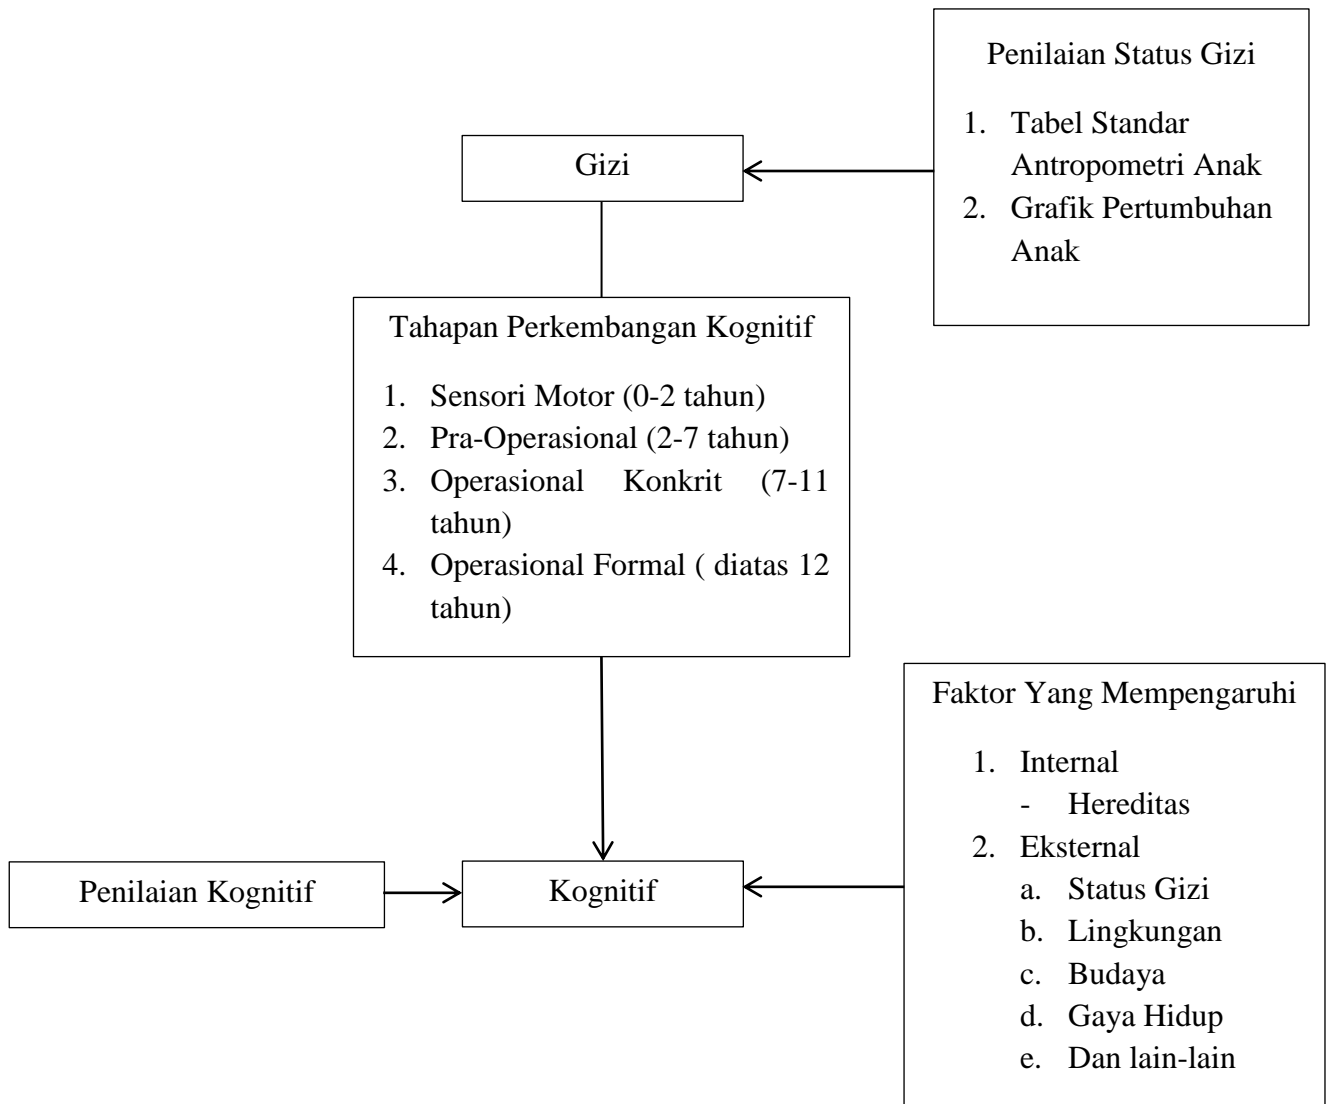 Penilaian Status Gizi
1. Tabel Standar
Antropometri Anak
2. Grafik Pertumbuhan
Anak
Gizi
Tahapan Perkembangan Kognitif
1. Sensori Motor (0-2 tahun)
2. Pra-Operasional (2-7 tahun)
3. Operasional Konkrit (7-11
tahun)
4. Operasional Formal ( diatas 12
tahun)
Faktor Yang Mempengaruhi
1. Internal
- Hereditas
2. Eksternal
a. Status Gizi
b. Lingkungan
c. Budaya
d. Gaya Hidup
e. Dan lain-lain
Penilaian Kognitif
Kognitif